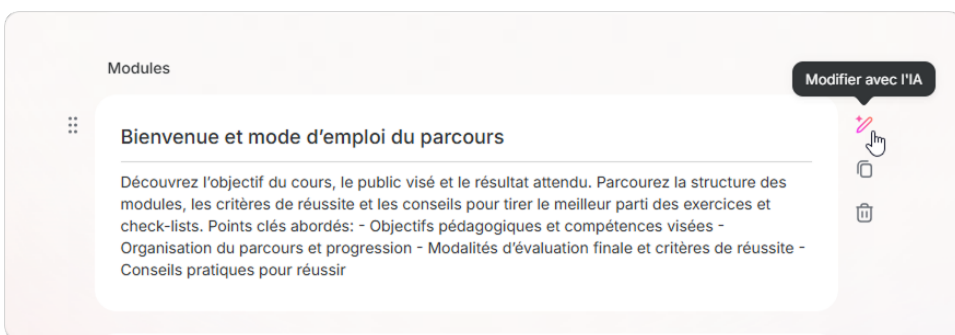 Modules
Modifier avec l'IA
Bienvenue et mode d’emploi du parcours
Découvrez l’objectif du cours, le public visé et le résultat attendu. Parcourez la structure des
modules, les critères de réussite et les conseils pour tirer le meilleur parti des exercices et
check-lists. Points clés abordés: - Objectifs pédagogiques et compétences visées -
Organisation du parcours et progression - Modalités d’évaluation finale et critères de réussite -
Conseils pratiques pour réussir